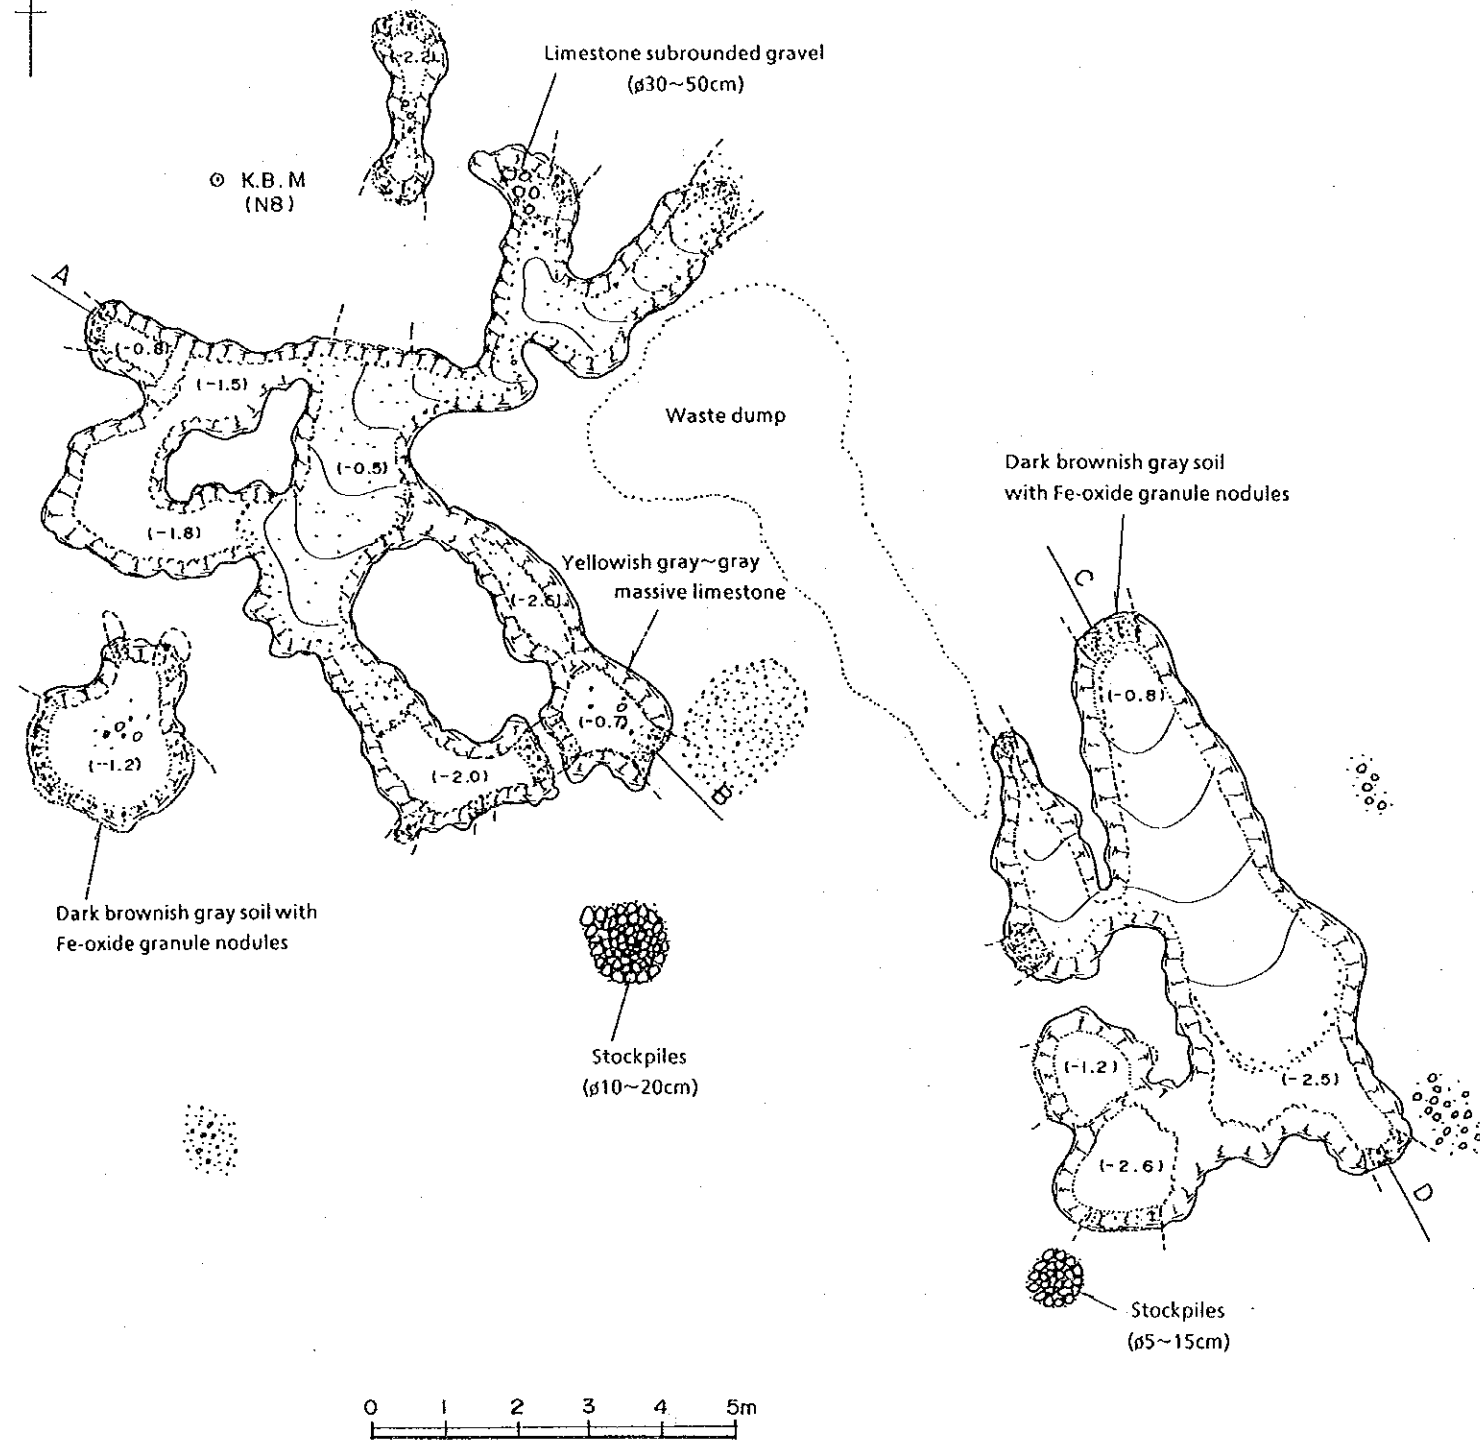 (-2.2)
Limestone subrounded gravel
(ø30~50cm)
K.B.M
(N8)
A
(-0.8)
(-1.5)
Waste dump
(-0.5)
Dark brownish gray soil
with Fe-oxide granule nodules
(-1.8)
Yellowish gray~gray
massive limestone
C
(-2.6)
(-0.8)
(-0.7)
(-1.2)
(-2.0)
B
Dark brownish gray soil with
Fe-oxide granule nodules
Stockpiles
(ø10~20cm)
(-1.2)
(-2.5)
(-2.6)
D
Stockpiles
(ø5~15cm)
0 1 2 3 4 5m